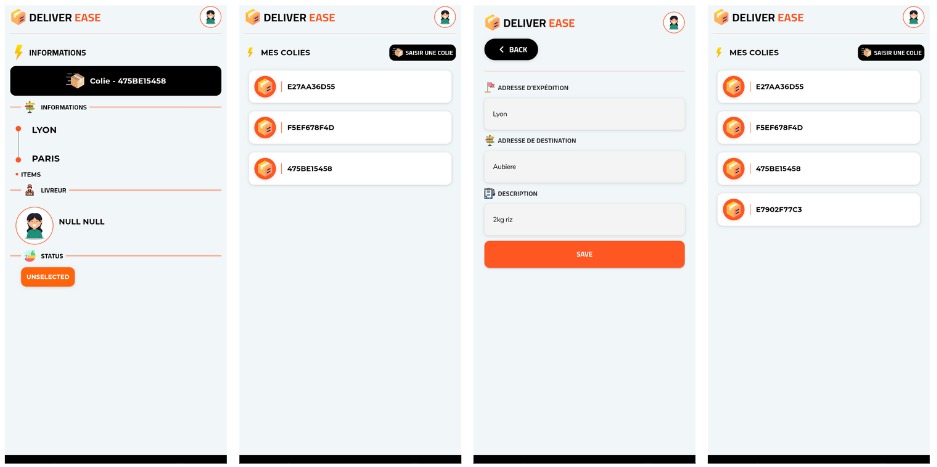 DELIVER EASE
INFORMATIONS
Colie - 475BE15458
INFORMATIONS
LYON
PARIS
ITEMS
LIVREUR
NULL NULL
STATUS
UNSELECTED
DELIVER EASE
MES COLIES
SAISIR UNE COLIE
E27AA36D55
F5EF678F4D
475BE15458
DELIVER EASE
BACK
ADRESSE D'EXPÉDITION
Lyon
ADRESSE DE DESTINATION
Aubiere
DESCRIPTION
2kg riz
SAVE
DELIVER EASE
MES COLIES
SAISIR UNE COLIE
E27AA36D55
F5EF678F4D
475BE15458
E7902F77C3